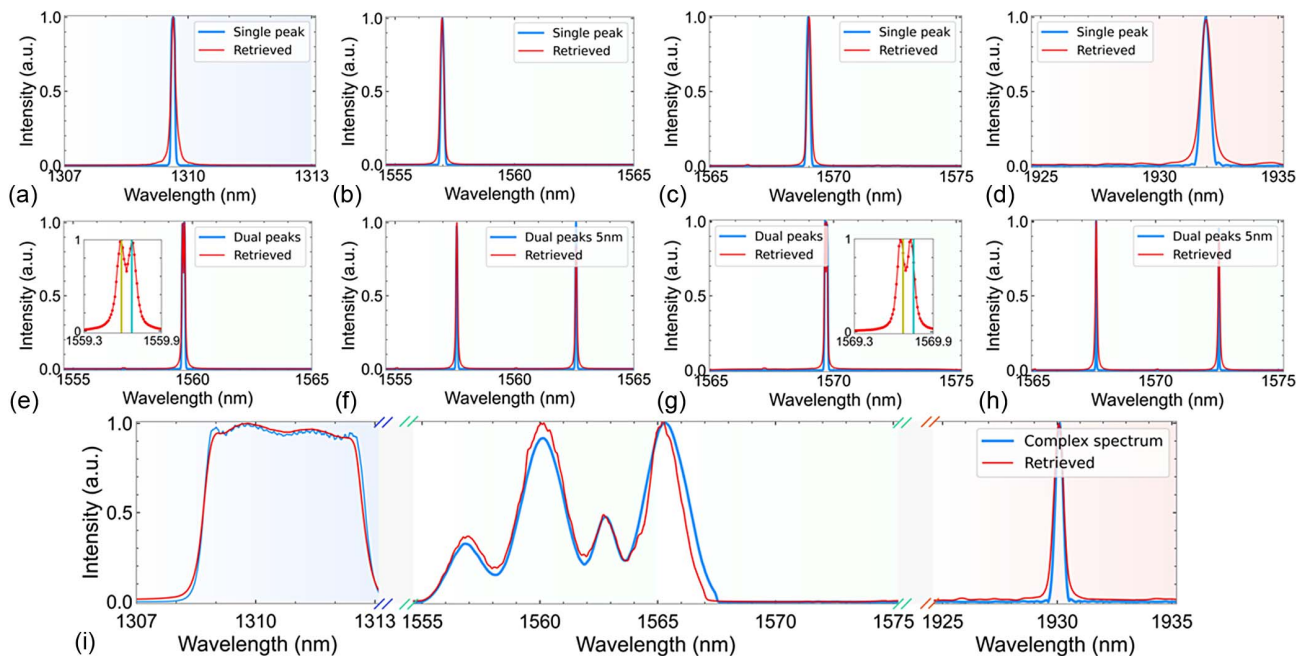 Intensity (a.u.)
1.0
0.5
0.0
Single peak
Retrieved
1307
1310
1313
(a)
Wavelength (nm)
Intensity (a.u.)
1.0
0.5
0.0
Single peak
Retrieved
1555
1560
1565
(b)
Wavelength (nm)
Intensity (a.u.)
1.0
0.5
0.0
Single peak
Retrieved
1565
1570
1575
(c)
Wavelength (nm)
Intensity (a.u.)
1.0
0.5
0.0
Single peak
Retrieved
1925
1930
1935
(d)
Wavelength (nm)
Intensity (a.u.)
1.0
0.5
0.0
Dual peaks
Retrieved
1
0
1559.3
1559.9
1555
1560
1565
(e)
Wavelength (nm)
Intensity (a.u.)
1.0
0.5
0.0
Dual peaks 5nm
Retrieved
1555
1560
1565
(f)
Wavelength (nm)
Intensity (a.u.)
1.0
0.5
0.0
Dual peaks
Retrieved
1
0
1569.3
1569.9
1565
1570
1575
(g)
Wavelength (nm)
Intensity (a.u.)
1.0
0.5
0.0
Dual peaks 5nm
Retrieved
1565
1570
1575
(h)
Wavelength (nm)
Intensity (a.u.)
1.0
0.5
0.0
Complex spectrum
Retrieved
1307
1310
1313
1555
1560
1565
1570
1575
1925
1930
1935
(i)
Wavelength (nm)
Wavelength (nm)
Wavelength (nm)